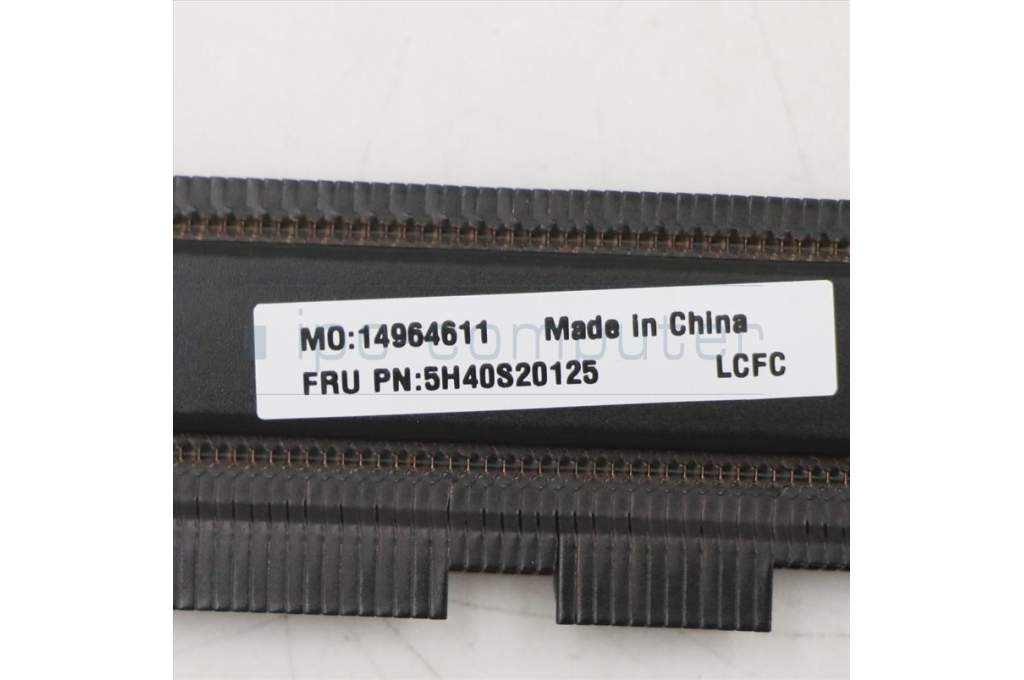 MO:14964611 Made in China
FRU PN:5H40S20125 LCFC
ipc computer